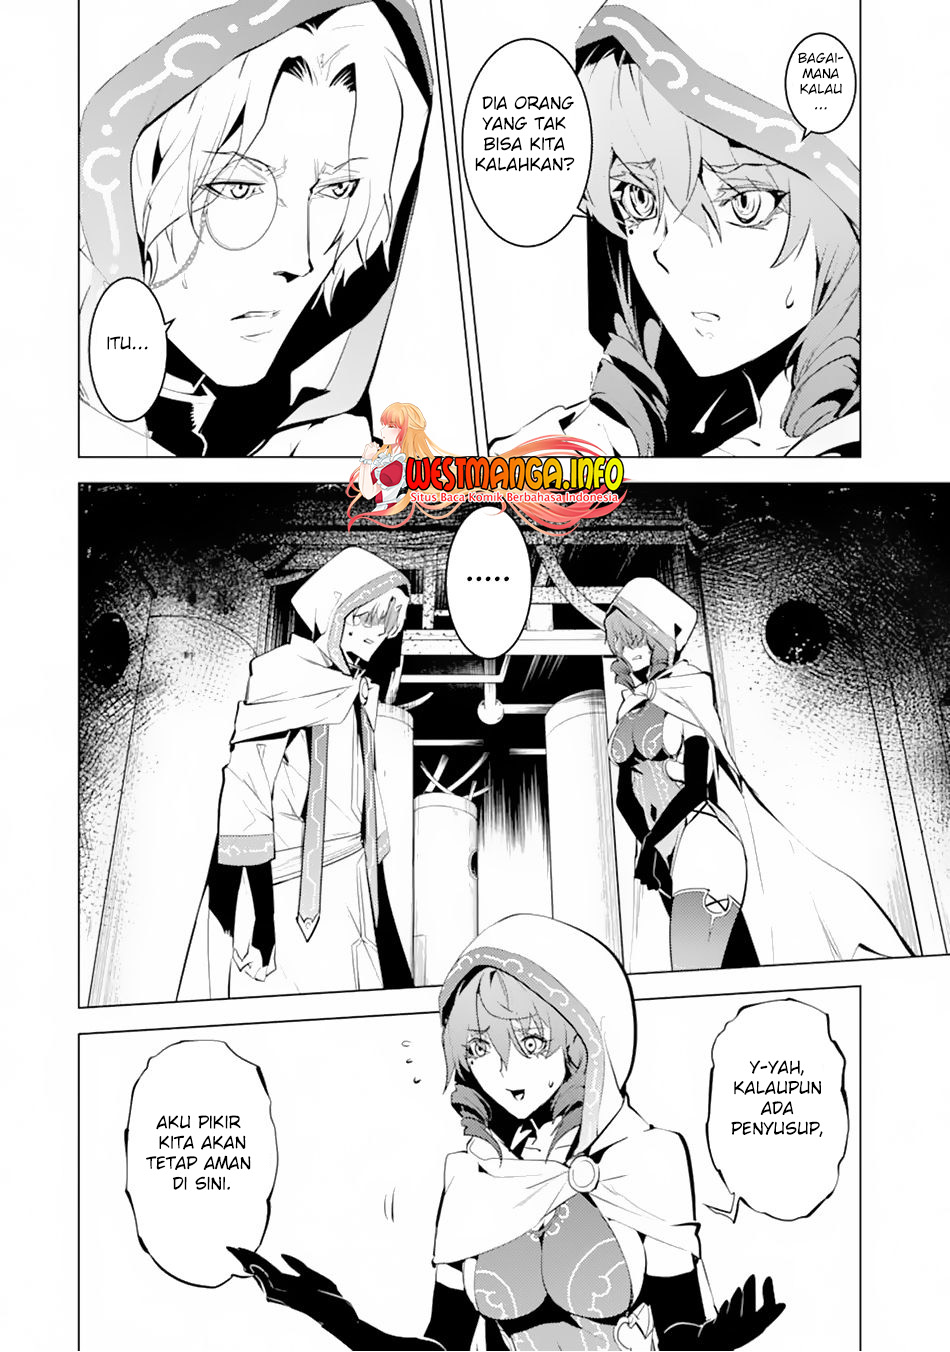 BAGAI-
MANA
KALAU
...
DIA ORANG
YANG TAK
BISA KITA
KALAHKAN?
ITU...
WESTMANGA.INFO
Situs Baca Komik Berbahasa Indonesia
.....
Y-YAH,
KALAUPUN
ADA
PENYUSUP,
AKU PIKIR
KITA AKAN
TETAP AMAN
DI SINI.